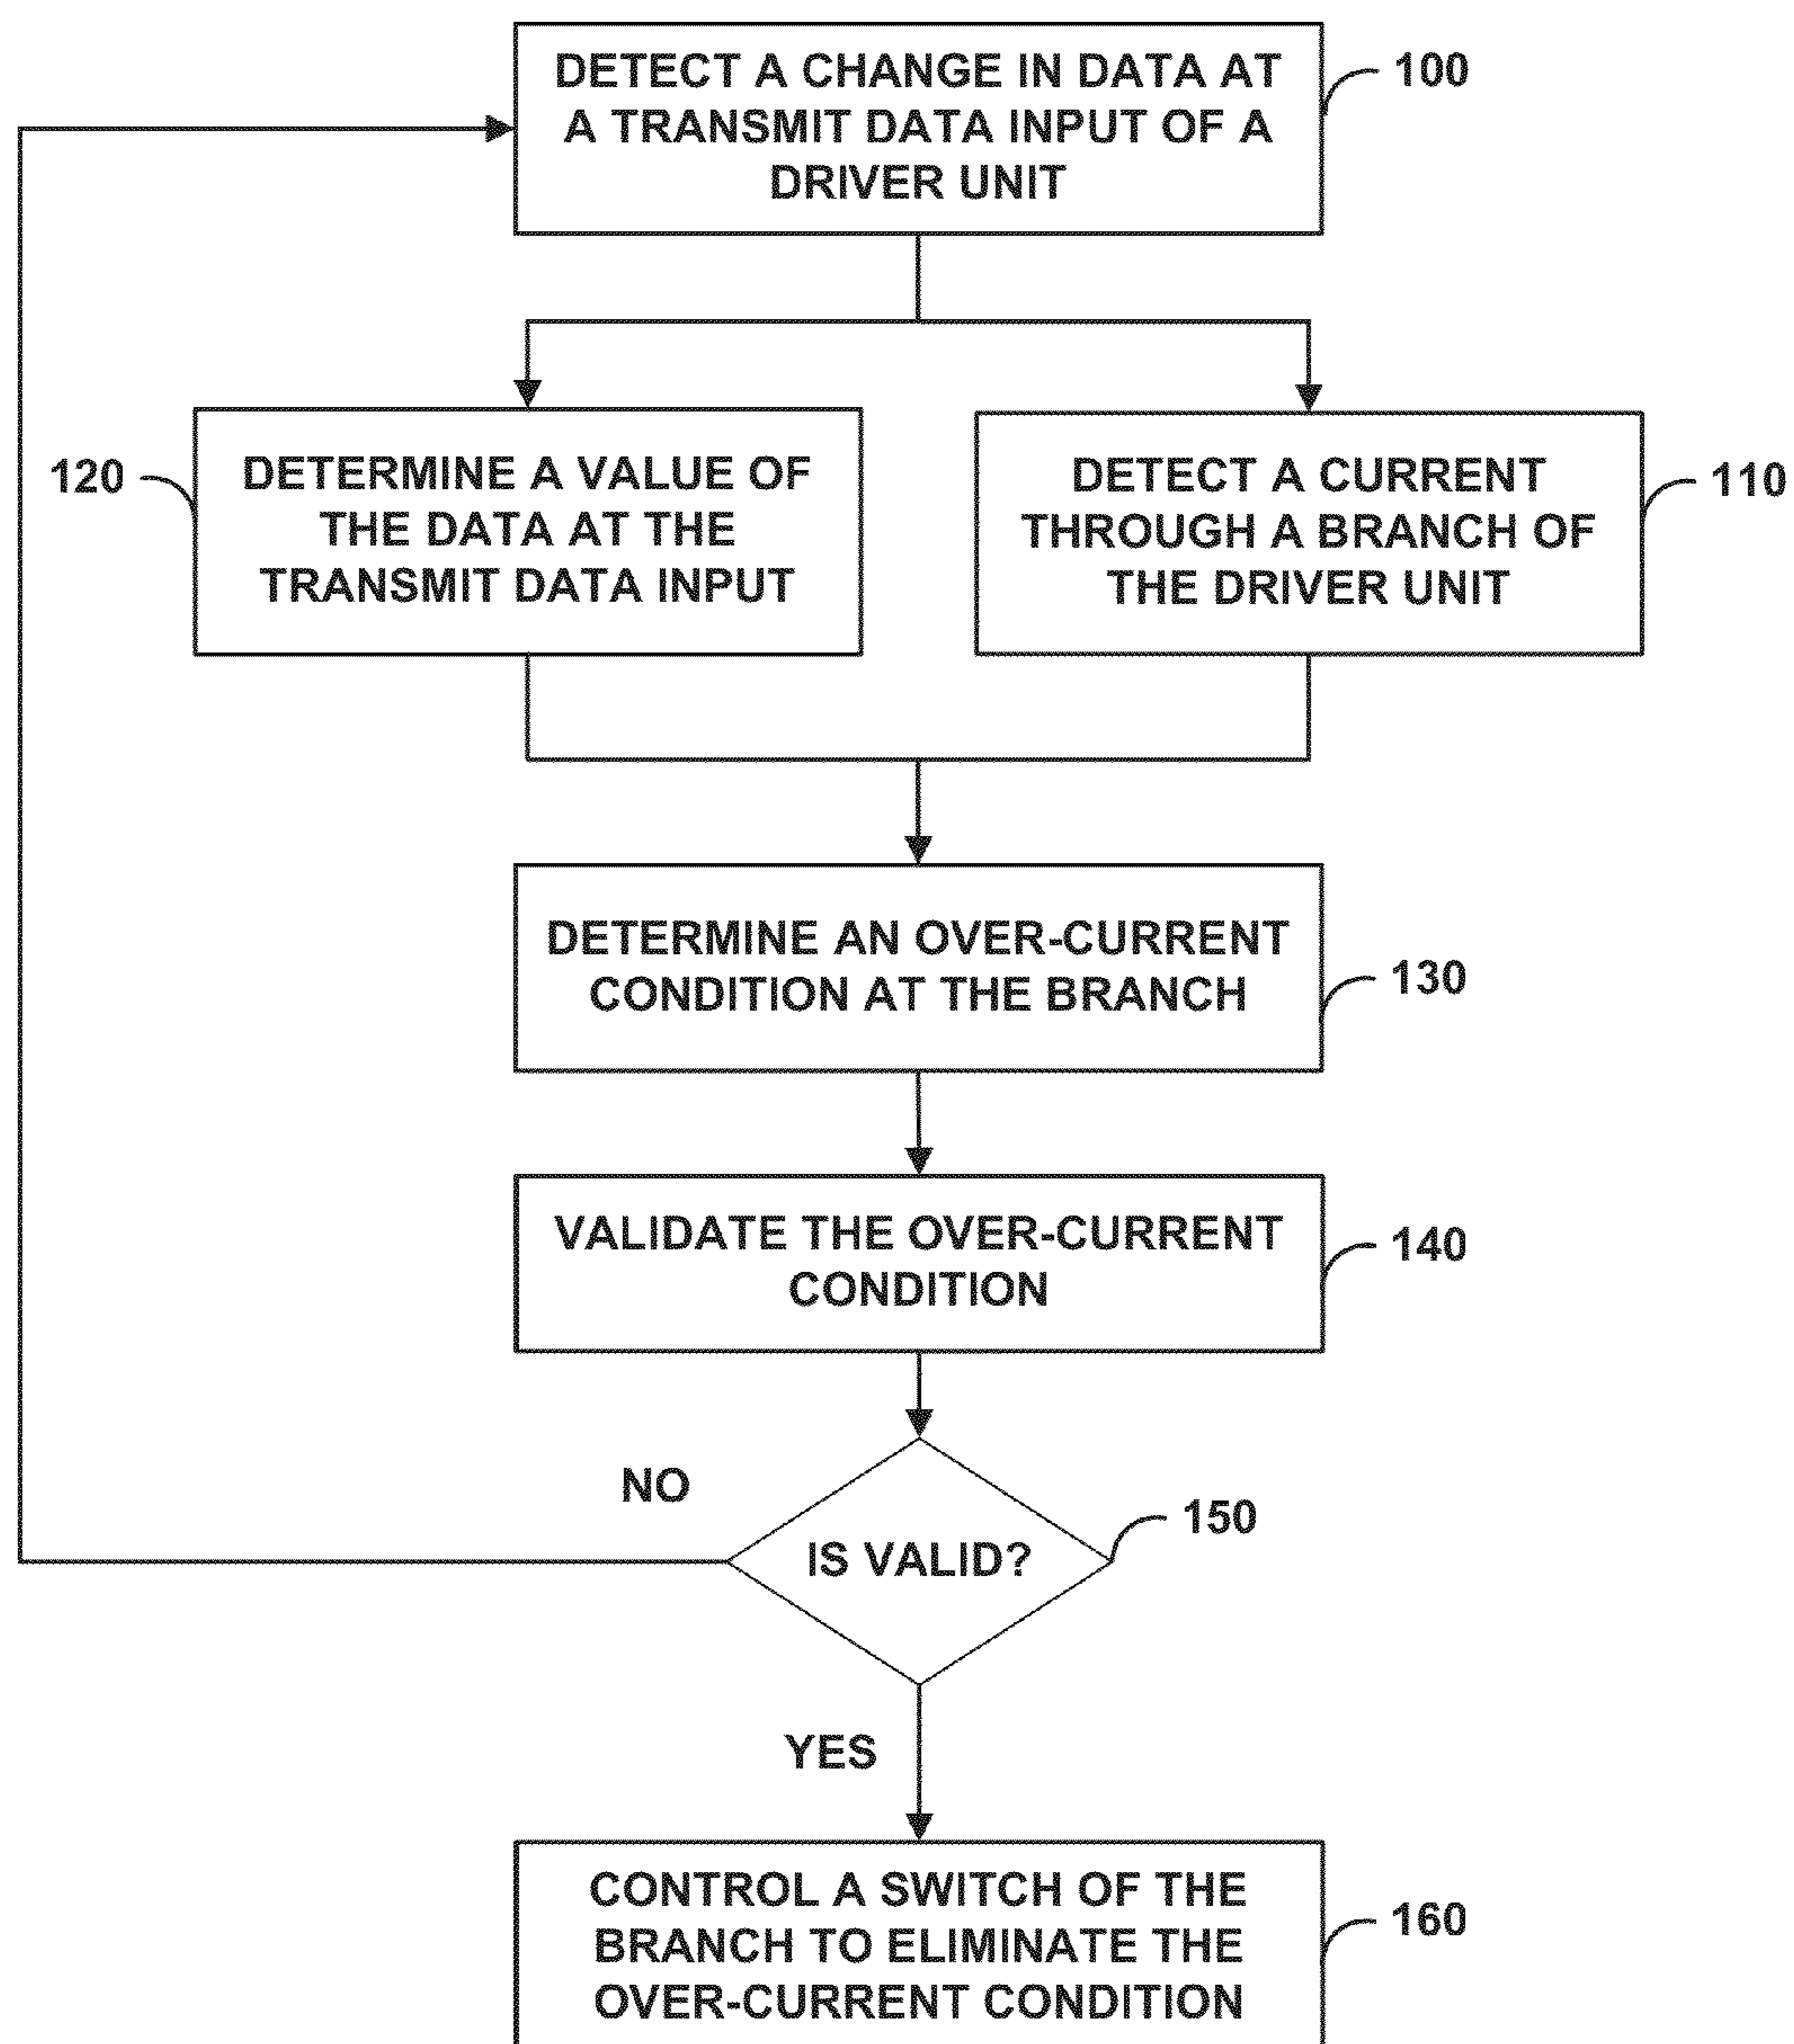 DETECT A CHANGE IN DATA AT
A TRANSMIT DATA INPUT OF A
DRIVER UNIT
100
120
DETERMINE A VALUE OF
THE DATA AT THE
TRANSMIT DATA INPUT
DETECT A CURRENT
THROUGH A BRANCH OF
THE DRIVER UNIT
110
DETERMINE AN OVER-CURRENT
CONDITION AT THE BRANCH
130
VALIDATE THE OVER-CURRENT
CONDITION
140
NO
IS VALID?
150
YES
CONTROL A SWITCH OF THE
BRANCH TO ELIMINATE THE
OVER-CURRENT CONDITION
160